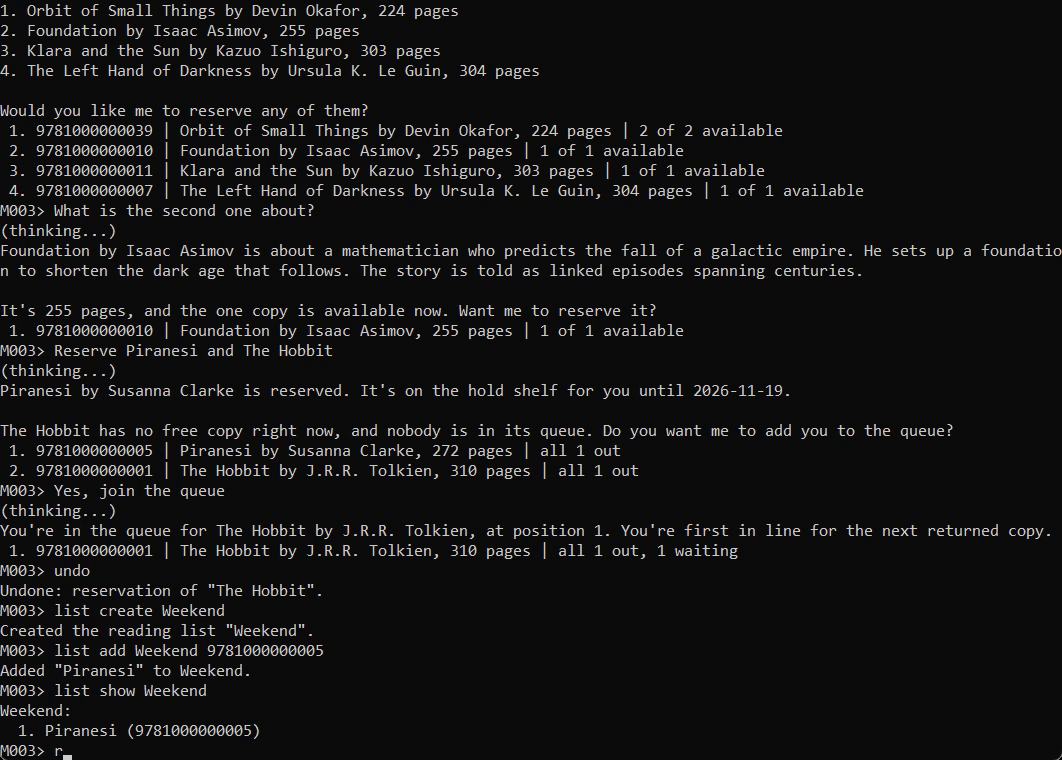 1. Orbit of Small Things by Devin Okafor, 224 pages
2. Foundation by Isaac Asimov, 255 pages
3. Klara and the Sun by Kazuo Ishiguro, 303 pages
4. The Left Hand of Darkness by Ursula K. Le Guin, 304 pages

Would you like me to reserve any of them?
 1. 9781000000039 | Orbit of Small Things by Devin Okafor, 224 pages | 2 of 2 available
 2. 9781000000010 | Foundation by Isaac Asimov, 255 pages | 1 of 1 available
 3. 9781000000011 | Klara and the Sun by Kazuo Ishiguro, 303 pages | 1 of 1 available
 4. 9781000000007 | The Left Hand of Darkness by Ursula K. Le Guin, 304 pages | 1 of 1 available
M003> What is the second one about?
(thinking...)
Foundation by Isaac Asimov is about a mathematician who predicts the fall of a galactic empire. He sets up a foundatio
n to shorten the dark age that follows. The story is told as linked episodes spanning centuries.

It's 255 pages, and the one copy is available now. Want me to reserve it?
 1. 9781000000010 | Foundation by Isaac Asimov, 255 pages | 1 of 1 available
M003> Reserve Piranesi and The Hobbit
(thinking...)
Piranesi by Susanna Clarke is reserved. It's on the hold shelf for you until 2026-11-19.

The Hobbit has no free copy right now, and nobody is in its queue. Do you want me to add you to the queue?
 1. 9781000000005 | Piranesi by Susanna Clarke, 272 pages | all 1 out
 2. 9781000000001 | The Hobbit by J.R.R. Tolkien, 310 pages | all 1 out
M003> Yes, join the queue
(thinking...)
You're in the queue for The Hobbit by J.R.R. Tolkien, at position 1. You're first in line for the next returned copy.
 1. 9781000000001 | The Hobbit by J.R.R. Tolkien, 310 pages | all 1 out, 1 waiting
M003> undo
Undone: reservation of "The Hobbit".
M003> list create Weekend
Created the reading list "Weekend".
M003> list add Weekend 9781000000005
Added "Piranesi" to Weekend.
M003> list show Weekend
Weekend:
  1. Piranesi (9781000000005)
M003> r